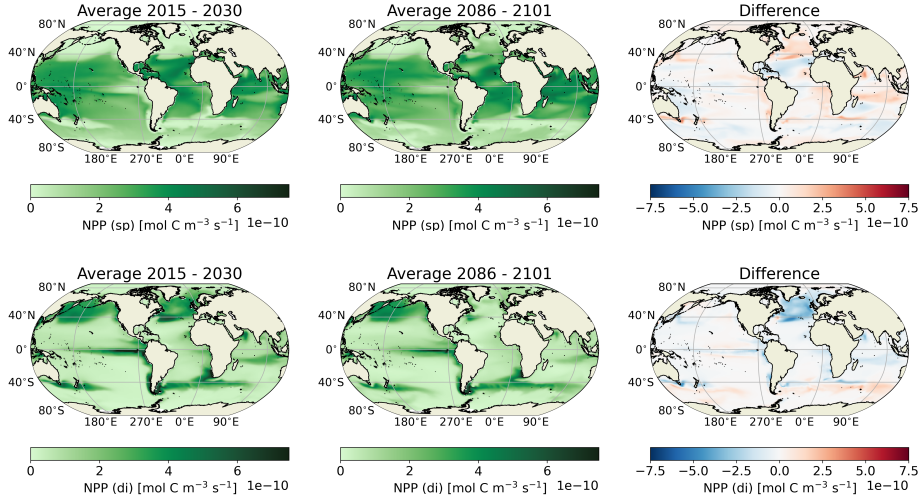 Average 2015 - 2030 Average 2086 - 2101 Difference
80°N 80°N 80°N
40°N 40°N 40°N
0° 0° 0°
40°S 40°S 40°S
80°S 80°S 80°S
180°E 270°E 0°E 90°E 180°E 270°E 0°E 90°E 180°E 270°E 0°E 90°E
0 2 4 6 0 2 4 6 −7.5 −5.0 −2.5 0.0 2.5 5.0 7.5
NPP (sp) [mol C m⁻³ s⁻¹] 1e−10 NPP (sp) [mol C m⁻³ s⁻¹] 1e−10 NPP (sp) [mol C m⁻³ s⁻¹] 1e−10
Average 2015 - 2030 Average 2086 - 2101 Difference
80°N 80°N 80°N
40°N 40°N 40°N
0° 0° 0°
40°S 40°S 40°S
80°S 80°S 80°S
180°E 270°E 0°E 90°E 180°E 270°E 0°E 90°E 180°E 270°E 0°E 90°E
0 2 4 6 0 2 4 6 −7.5 −5.0 −2.5 0.0 2.5 5.0 7.5
NPP (di) [mol C m⁻³ s⁻¹] 1e−10 NPP (di) [mol C m⁻³ s⁻¹] 1e−10 NPP (di) [mol C m⁻³ s⁻¹] 1e−10